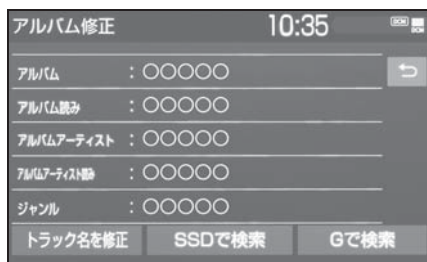 アルバム修正 10:35 DCM
アルバム : ○○○○○
アルバム読み : ○○○○○
アルバムアーティスト : ○○○○○
アルバムアーティスト読み : ○○○○○
ジャンル : ○○○○○
トラック名を修正 SSDで検索 Gで検索